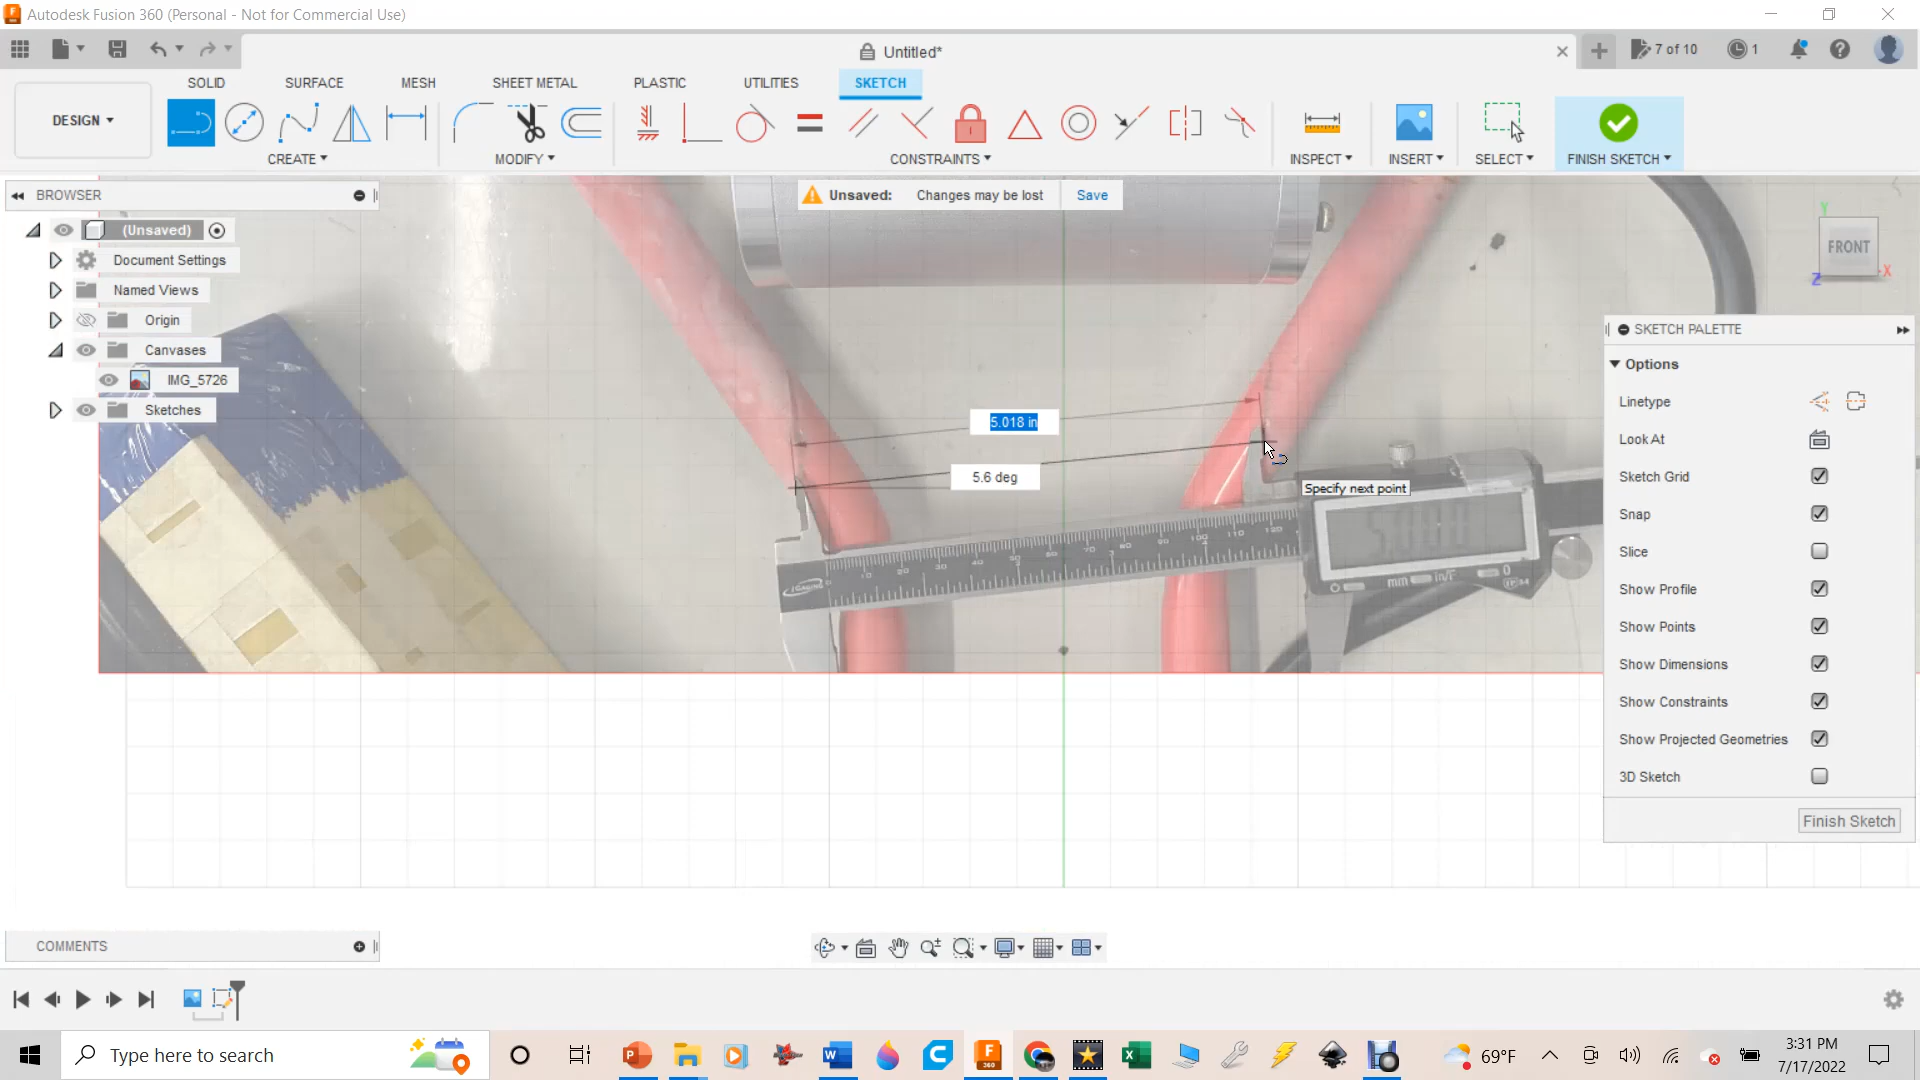 Autodesk Fusion 360 (Personal - Not for Commercial Use)
Untitled*
7 of 10
1
SOLID
SURFACE
MESH
SHEET METAL
PLASTIC
UTILITIES
SKETCH
DESIGN
CREATE
MODIFY
CONSTRAINTS
INSPECT
INSERT
SELECT
FINISH SKETCH
BROWSER
Unsaved: Changes may be lost Save
(Unsaved)
Document Settings
Named Views
Origin
Canvases
IMG_5726
Sketches
Y
FRONT
X
Z
SKETCH PALETTE
Options
Linetype
Look At
Sketch Grid
Snap
Slice
Show Profile
Show Points
Show Dimensions
Show Constraints
Show Projected Geometries
3D Sketch
Finish Sketch
5.018 in
5.6 deg
Specify next point
mm in/F
COMMENTS
Type here to search
69°F
3:31 PM
7/17/2022